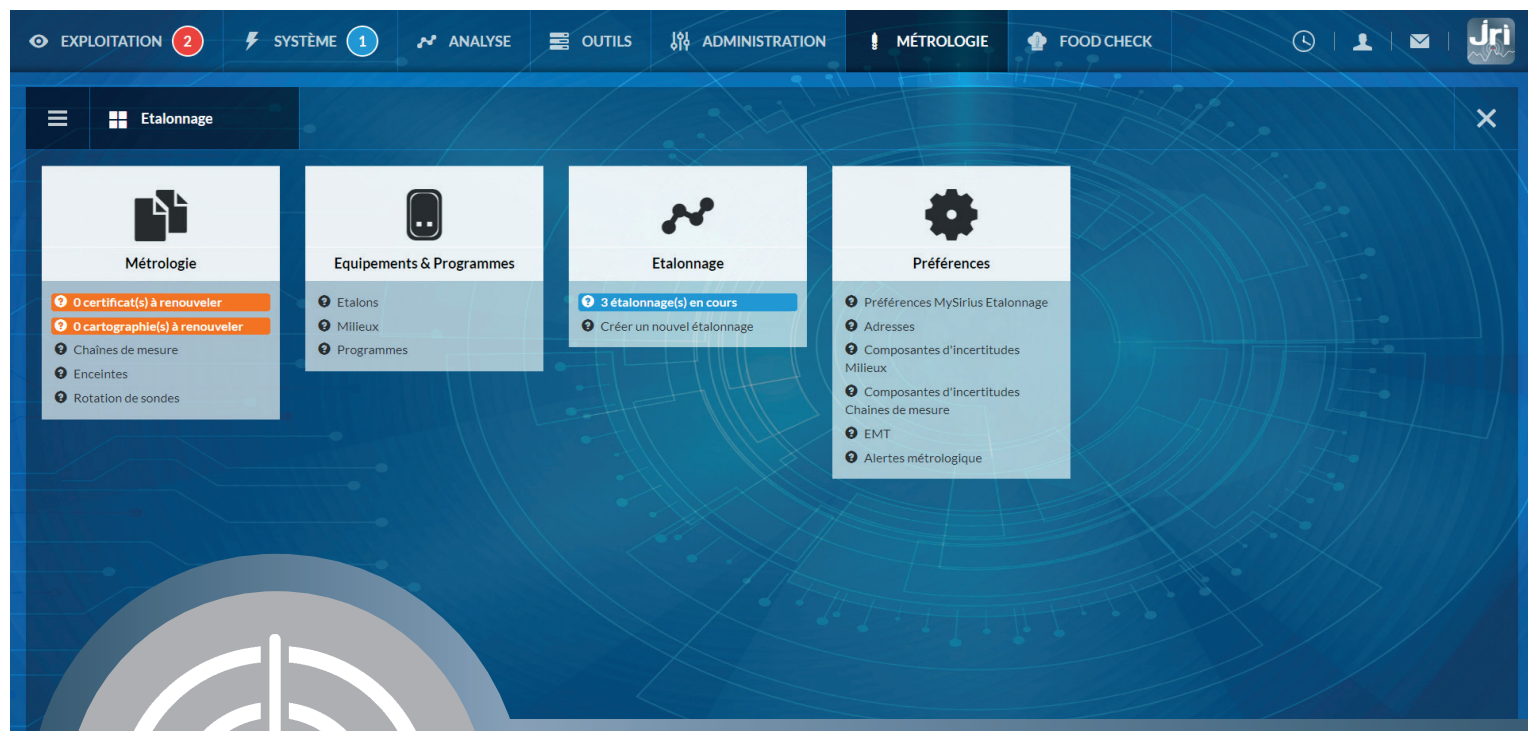 EXPLOITATION 2
SYSTÈME 1
ANALYSE
OUTILS
ADMINISTRATION
MÉTROLOGIE
FOOD CHECK
Jri
Etalonnage
Métrologie
0 certificat(s) à renouveler
0 cartographie(s) à renouveler
Chaînes de mesure
Enceintes
Rotation de sondes
Equipements & Programmes
Etalons
Milieux
Programmes
Etalonnage
3 étalonnage(s) en cours
Créer un nouvel étalonnage
Préférences
Préférences MySirius Etalonnage
Adresses
Composantes d'incertitudes
Milieux
Composantes d'incertitudes
Chaines de mesure
EMT
Alertes métrologique